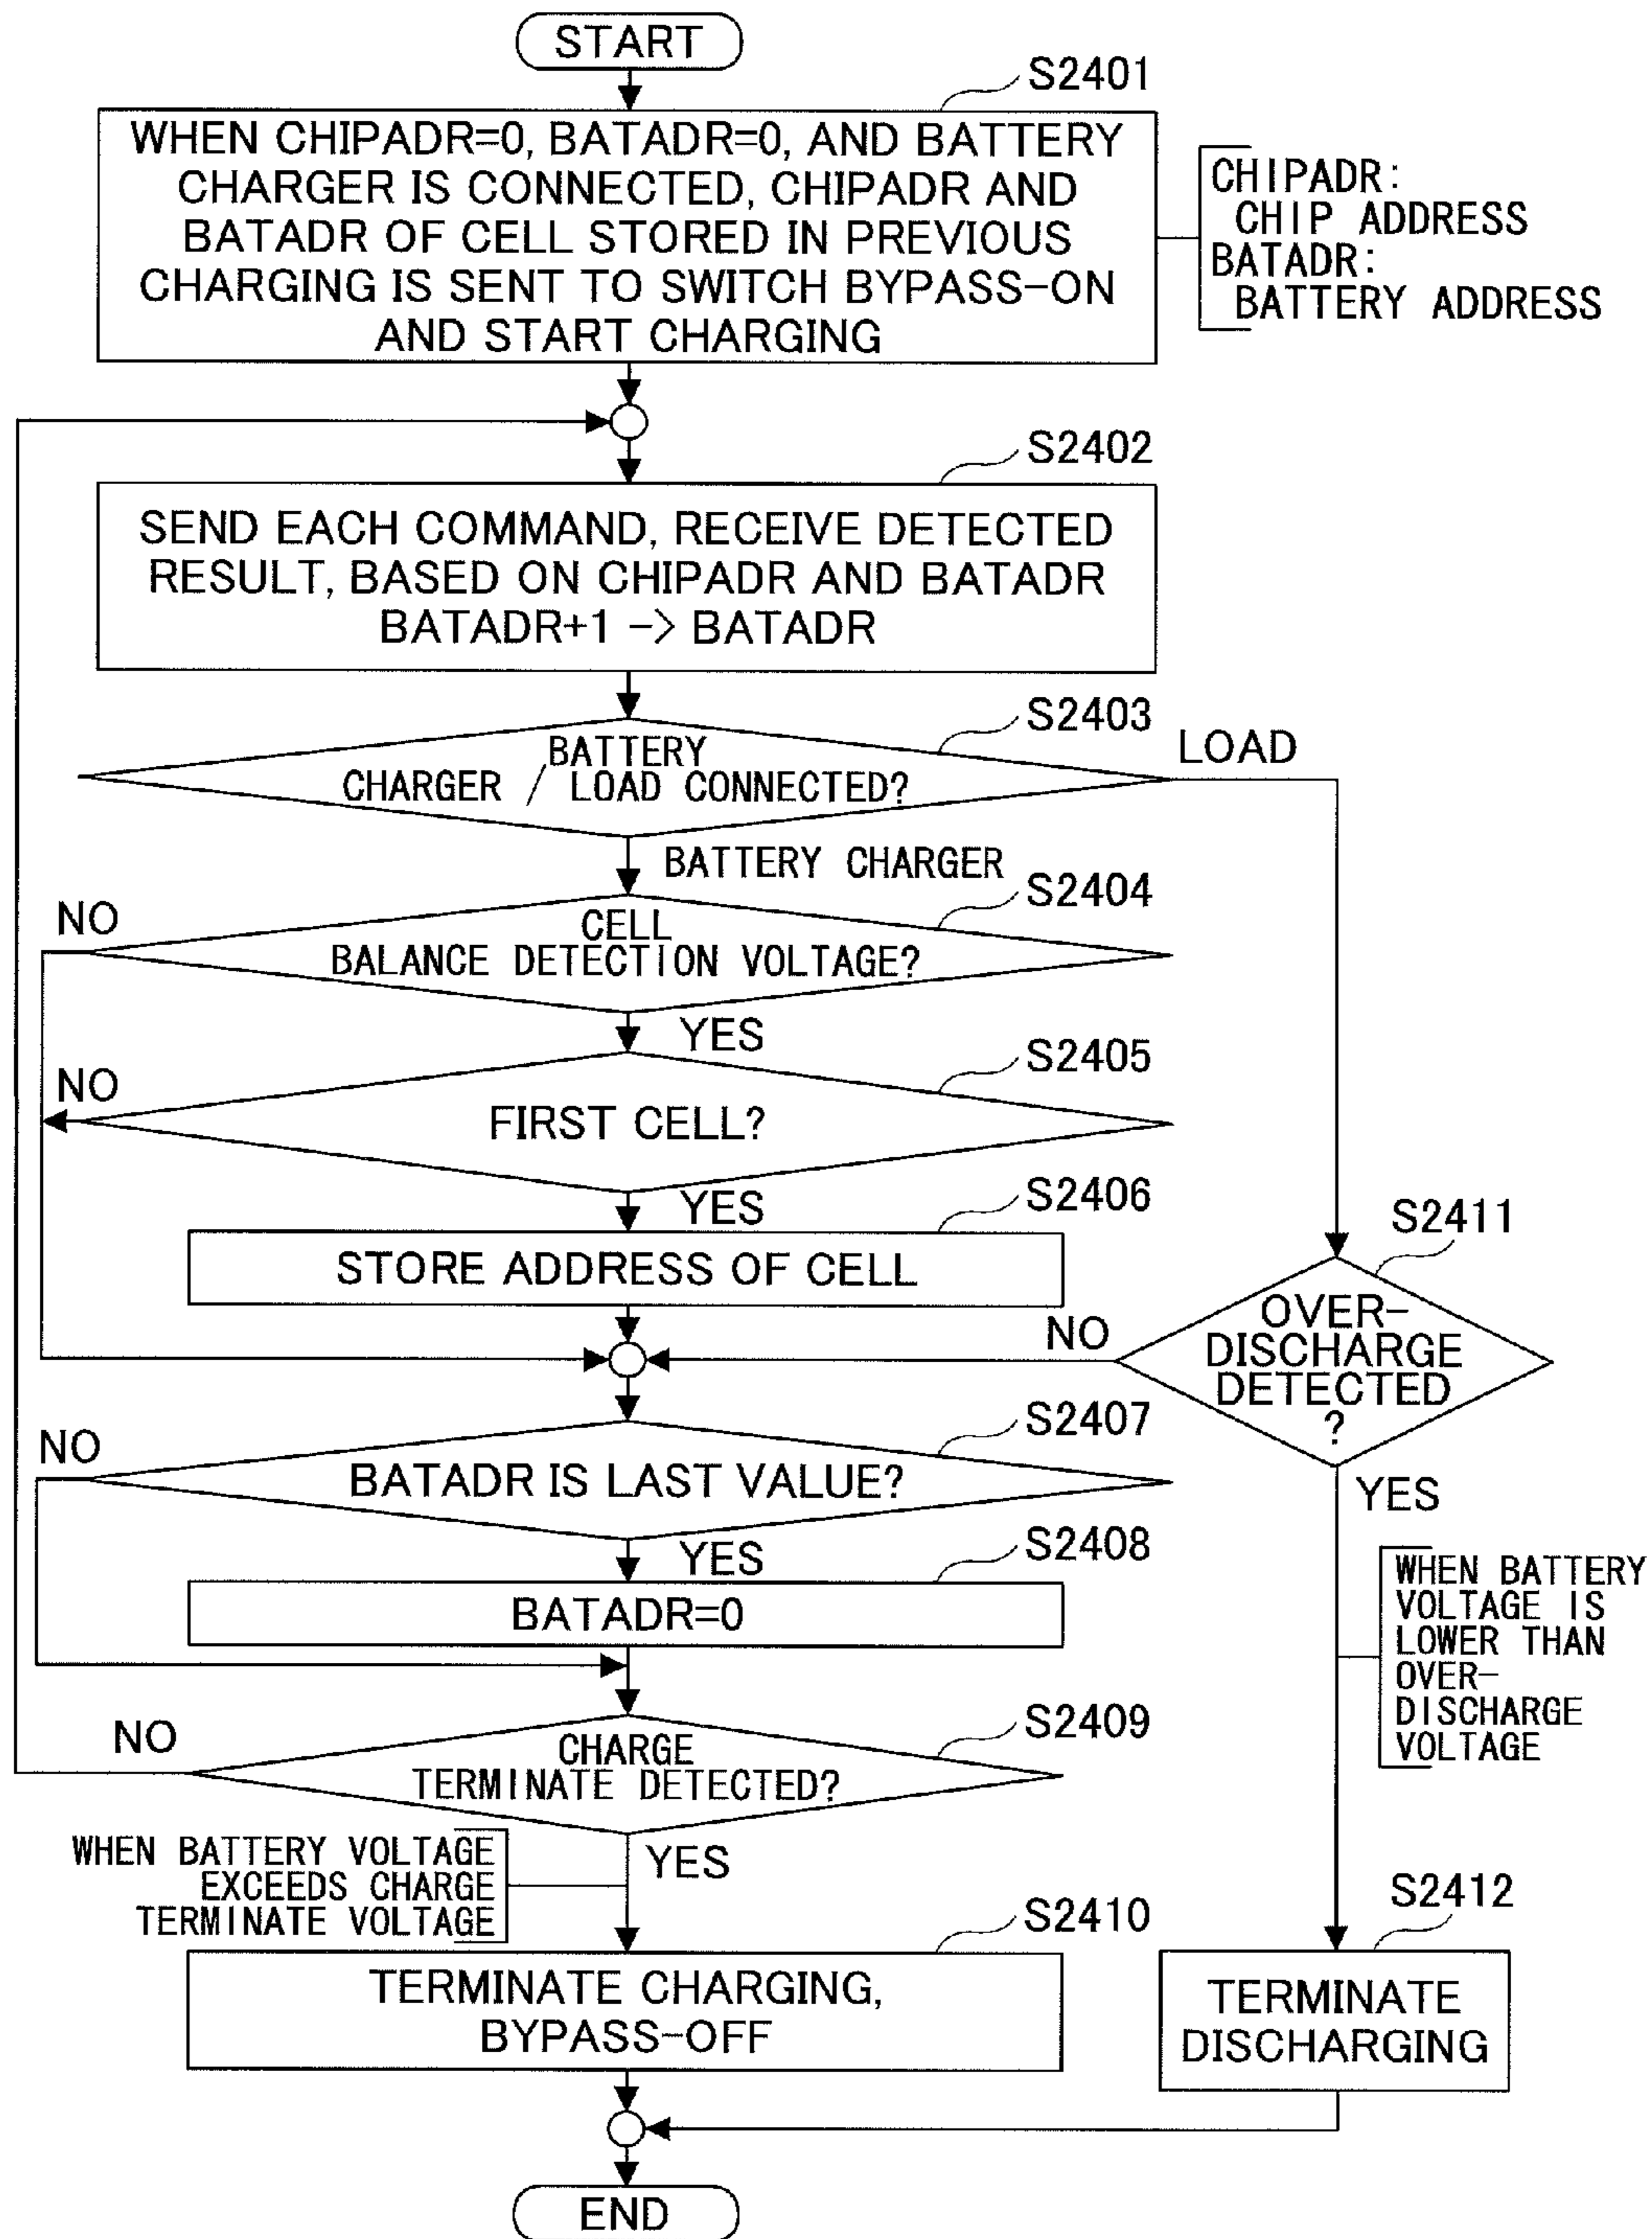 START
S2401
WHEN CHIPADR=0, BATADR=0, AND BATTERY
CHARGER IS CONNECTED, CHIPADR AND
BATADR OF CELL STORED IN PREVIOUS
CHARGING IS SENT TO SWITCH BYPASS-ON
AND START CHARGING
CHIPADR:
CHIP ADDRESS
BATADR:
BATTERY ADDRESS
S2402
SEND EACH COMMAND, RECEIVE DETECTED
RESULT, BASED ON CHIPADR AND BATADR
BATADR+1 -> BATADR
S2403
BATTERY
CHARGER / LOAD CONNECTED?
LOAD
BATTERY CHARGER
S2404
NO
CELL
BALANCE DETECTION VOLTAGE?
YES
S2405
NO
FIRST CELL?
YES
S2406
STORE ADDRESS OF CELL
S2411
NO
OVER-
DISCHARGE
DETECTED
?
S2407
NO
BATADR IS LAST VALUE?
YES
YES
S2408
BATADR=0
WHEN BATTERY
VOLTAGE IS
LOWER THAN
OVER-
DISCHARGE
VOLTAGE
S2409
NO
CHARGE
TERMINATE DETECTED?
WHEN BATTERY VOLTAGE
EXCEEDS CHARGE
TERMINATE VOLTAGE
YES
S2410
TERMINATE CHARGING,
BYPASS-OFF
S2412
TERMINATE
DISCHARGING
END